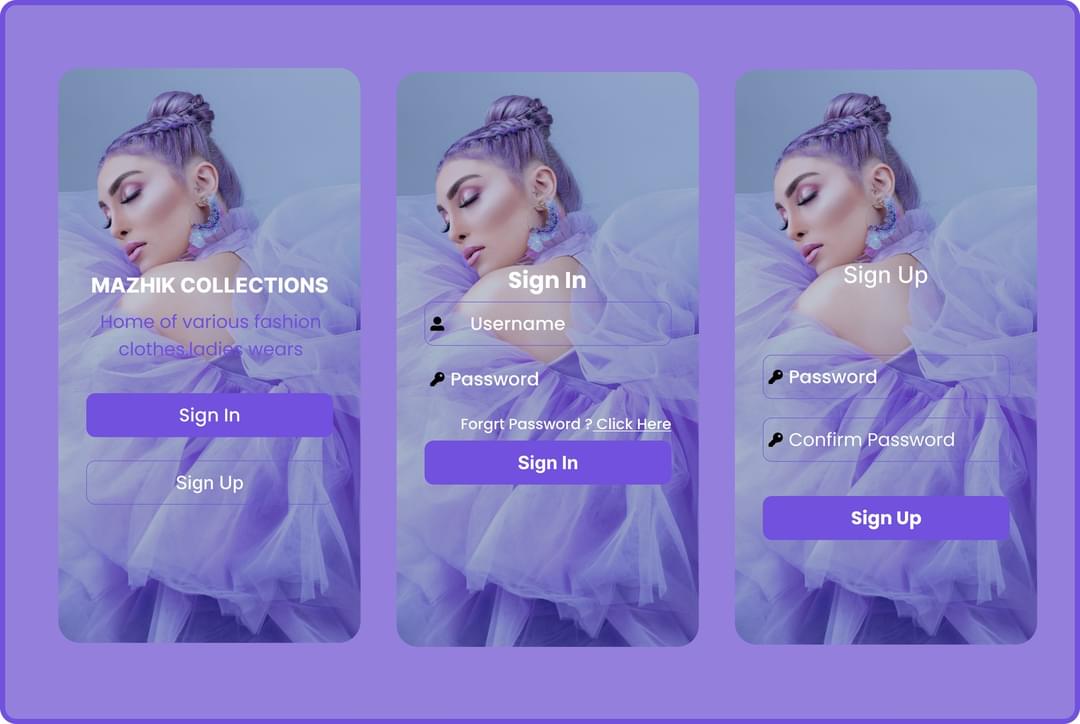 MAZHIK COLLECTIONS
Home of various fashion
clothes,ladies wears
Sign In
Sign Up
Sign In
Username
Password
Forgrt Password ? Click Here
Sign In
Sign Up
Password
Confirm Password
Sign Up